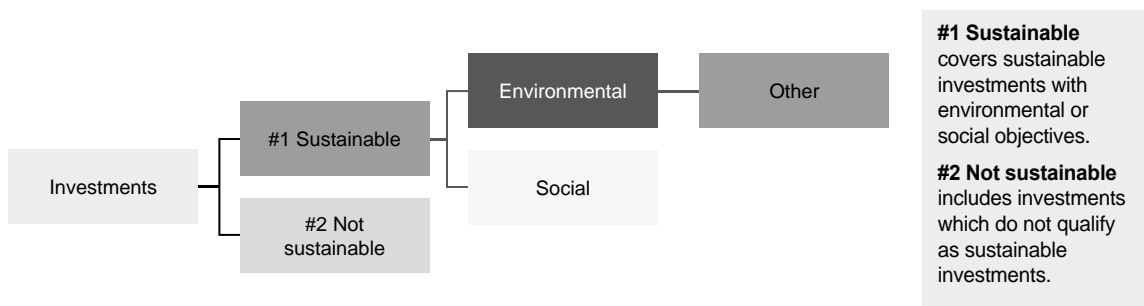 Investments
#1 Sustainable
#2 Not
sustainable
Environmental
Social
Other
#1 Sustainable
covers sustainable
investments with
environmental or
social objectives.
#2 Not sustainable
includes investments
which do not qualify
as sustainable
investments.